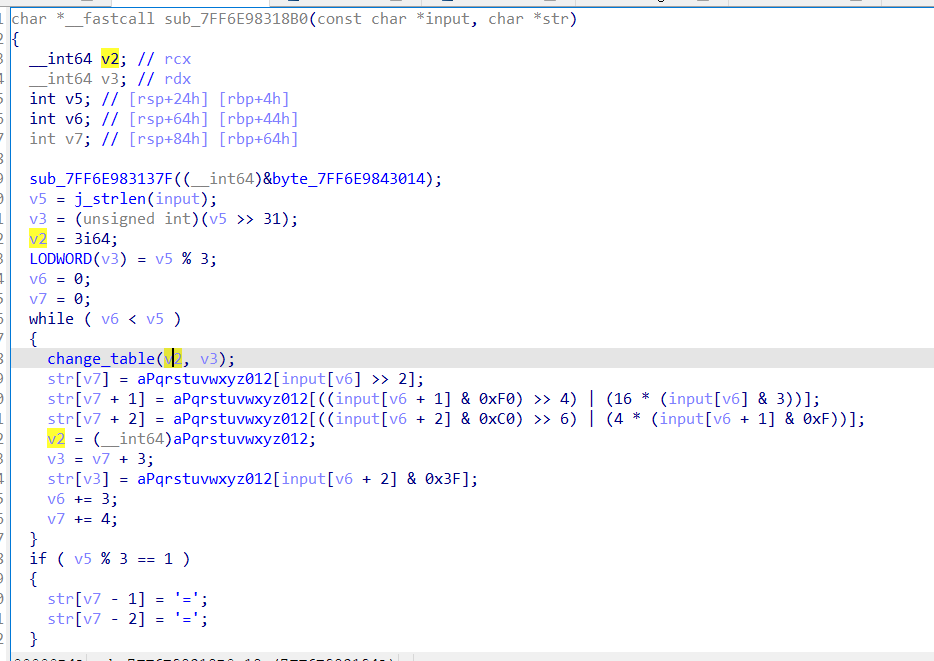 char *__fastcall sub_7FF6E98318B0(const char *input, char *str)
{
__int64 v2; // rcx
__int64 v3; // rdx
int v5; // [rsp+24h] [rbp+4h]
int v6; // [rsp+64h] [rbp+44h]
int v7; // [rsp+84h] [rbp+64h]
sub_7FF6E983137F((__int64)&byte_7FF6E9843014);
v5 = j_strlen(input);
v3 = (unsigned int)(v5 >> 31);
v2 = 3i64;
LODWORD(v3) = v5 % 3;
v6 = 0;
v7 = 0;
while ( v6 < v5 )
{
change_table(v2, v3);
str[v7] = aPqrstuvwxyz012[input[v6] >> 2];
str[v7 + 1] = aPqrstuvwxyz012[((input[v6 + 1] & 0xF0) >> 4) | (16 * (input[v6] & 3))];
str[v7 + 2] = aPqrstuvwxyz012[((input[v6 + 2] & 0xC0) >> 6) | (4 * (input[v6 + 1] & 0xF))];
v2 = (__int64)aPqrstuvwxyz012;
v3 = v7 + 3;
str[v3] = aPqrstuvwxyz012[input[v6 + 2] & 0x3F];
v6 += 3;
v7 += 4;
}
if ( v5 % 3 == 1 )
{
str[v7 - 1] = '=';
str[v7 - 2] = '=';
}